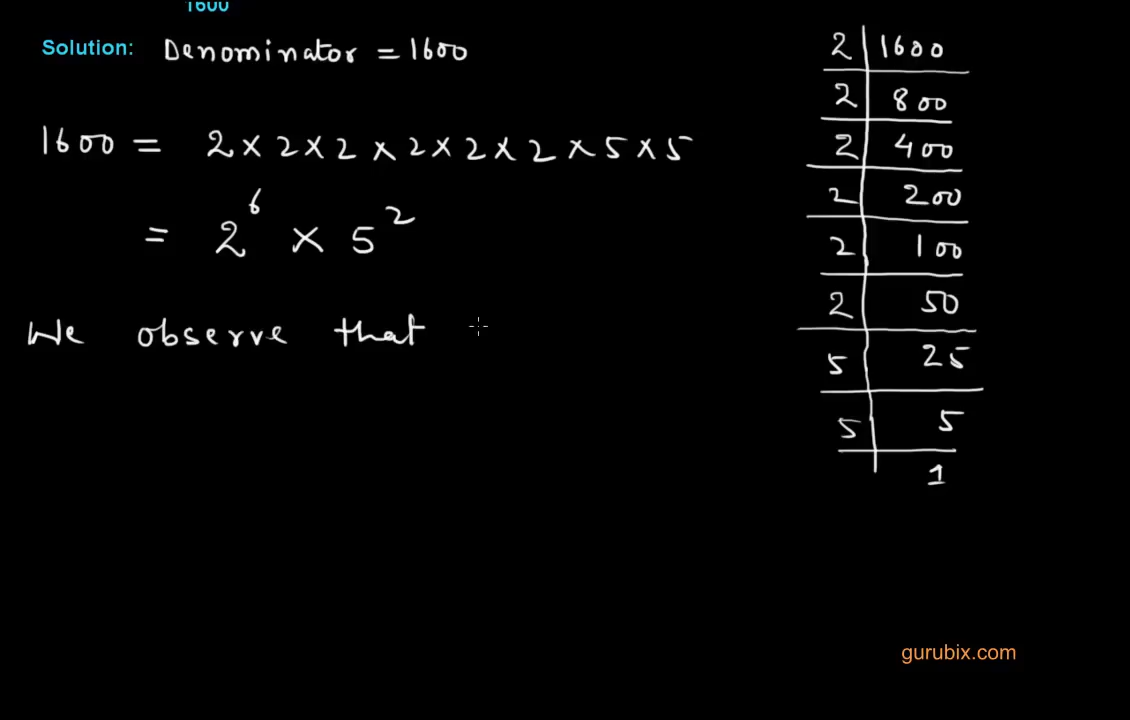 1600
Solution: Denominator = 1600
1600 = 2 × 2 × 2 × 2 × 2 × 2 × 5 × 5
= 2^6 × 5^2
We observe that
2 | 1600
2 | 800
2 | 400
2 | 200
2 | 100
2 | 50
5 | 25
5 | 5
1
gurubix.com